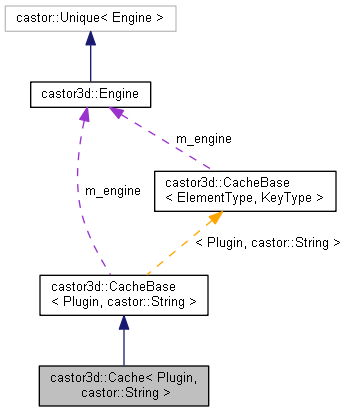 castor::Unique< Engine >
castor3d::Engine
m_engine
castor3d::CacheBase
< ElementType, KeyType >
m_engine
< Plugin, castor::String >
castor3d::CacheBase
< Plugin, castor::String >
castor3d::Cache< Plugin,
castor::String >